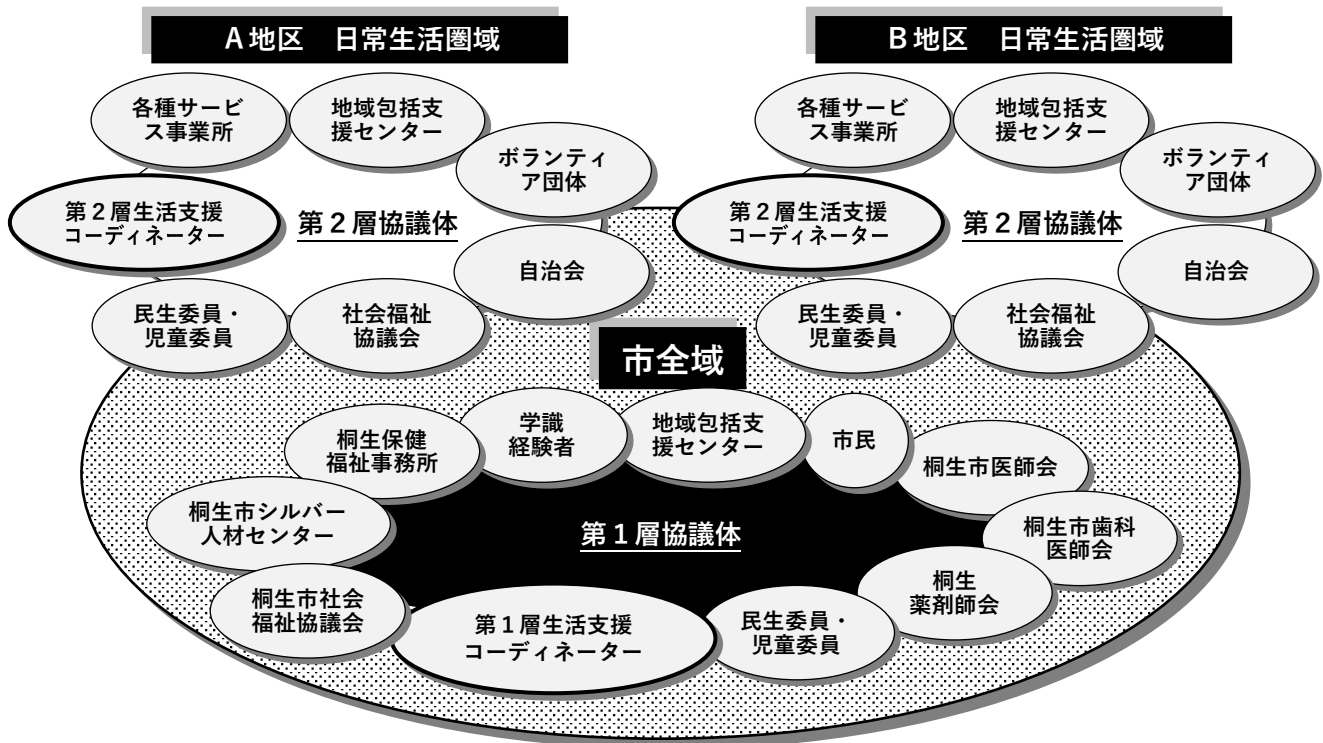 A地区　日常生活圏域
各種サービ
ス事業所
地域包括支
援センター
ボランティ
ア団体
第２層生活支援
コーディネーター
第２層協議体
自治会
民生委員・
児童委員
社会福祉
協議会
B地区　日常生活圏域
各種サービ
ス事業所
地域包括支
援センター
ボランティ
ア団体
第２層生活支援
コーディネーター
第２層協議体
自治会
民生委員・
児童委員
社会福祉
協議会
市全域
桐生保健
福祉事務所
学識
経験者
地域包括支
援センター
市民
桐生市医師会
桐生市シルバー
人材センター
第１層協議体
桐生市歯科
医師会
桐生市社会
福祉協議会
第１層生活支援
コーディネーター
民生委員・
児童委員
桐生
薬剤師会